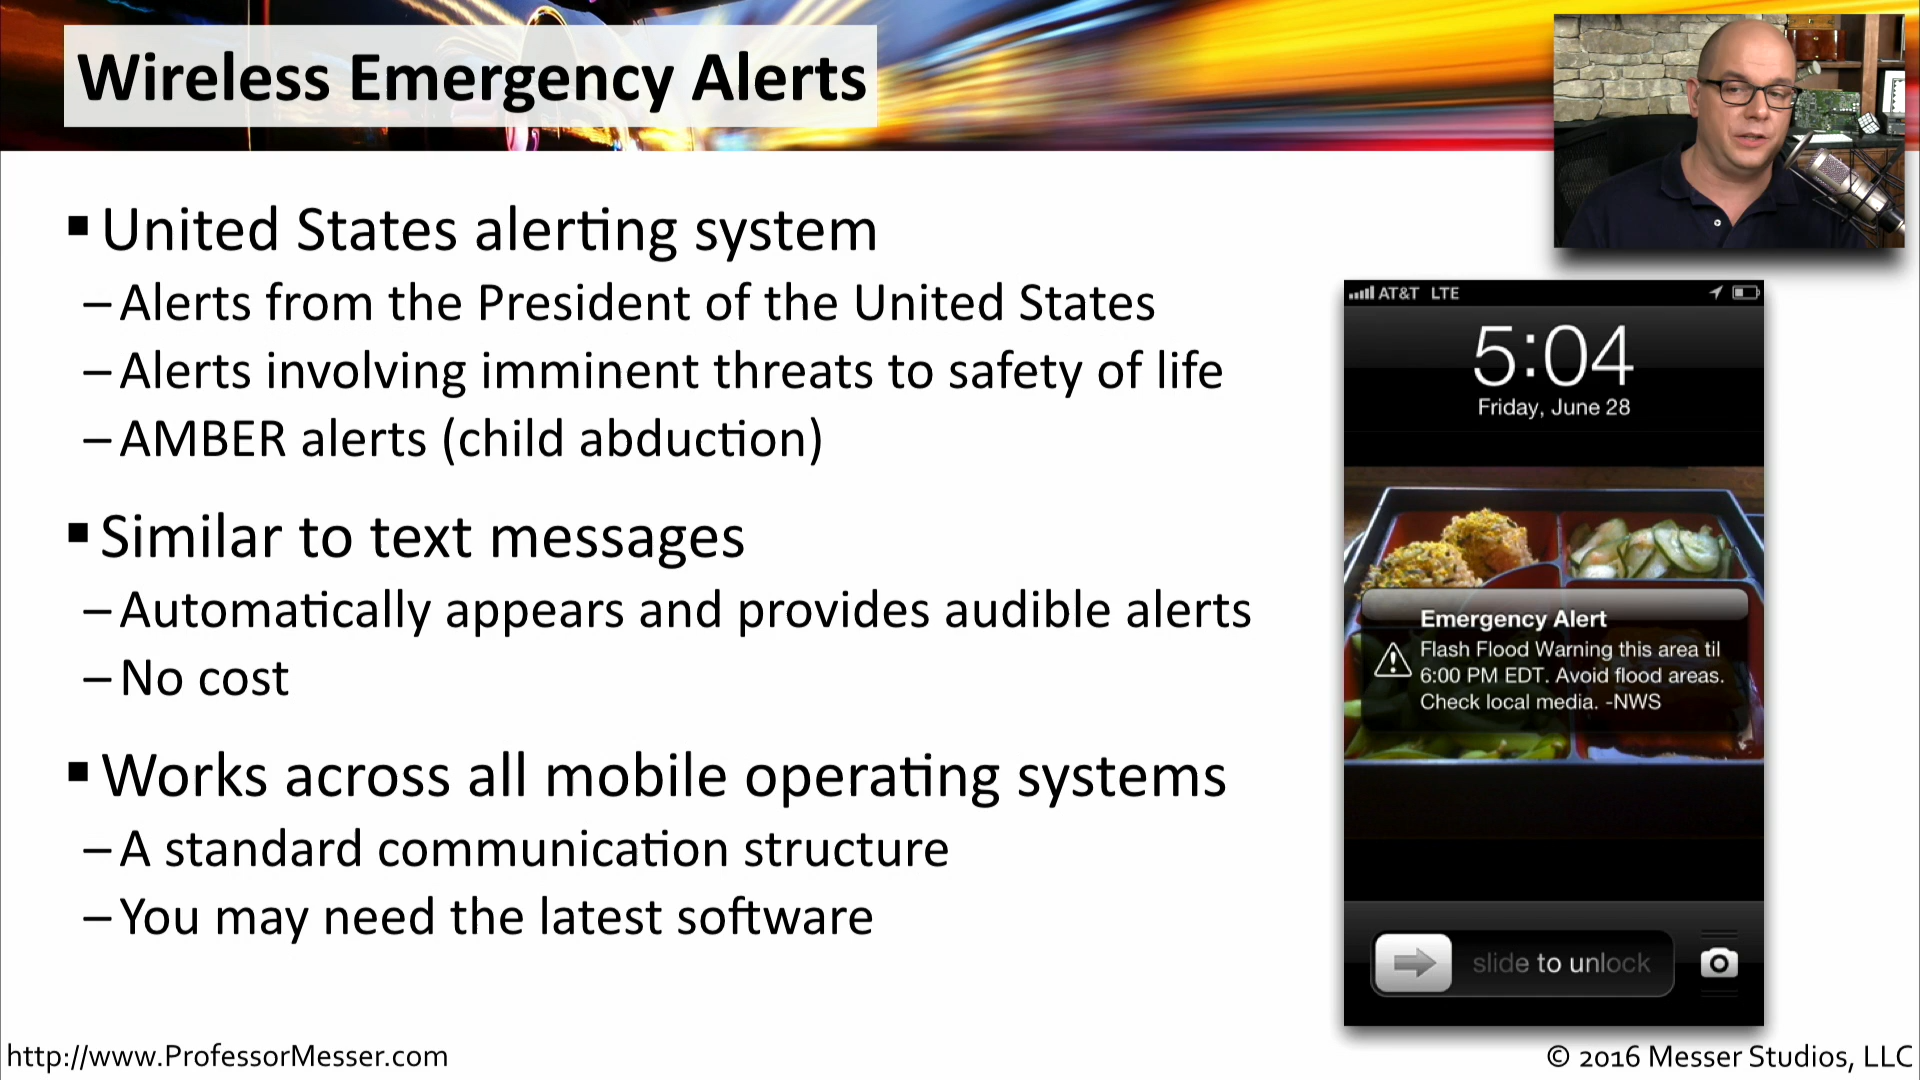 Wireless Emergency Alerts
▪ United States alerting system
– Alerts from the President of the United States
– Alerts involving imminent threats to safety of life
– AMBER alerts (child abduction)
▪ Similar to text messages
– Automatically appears and provides audible alerts
– No cost
▪ Works across all mobile operating systems
– A standard communication structure
– You may need the latest software
AT&T LTE
5:04
Friday, June 28
Emergency Alert
Flash Flood Warning this area til
6:00 PM EDT. Avoid flood areas.
Check local media. -NWS
slide to unlock
http://www.ProfessorMesser.com
© 2016 Messer Studios, LLC